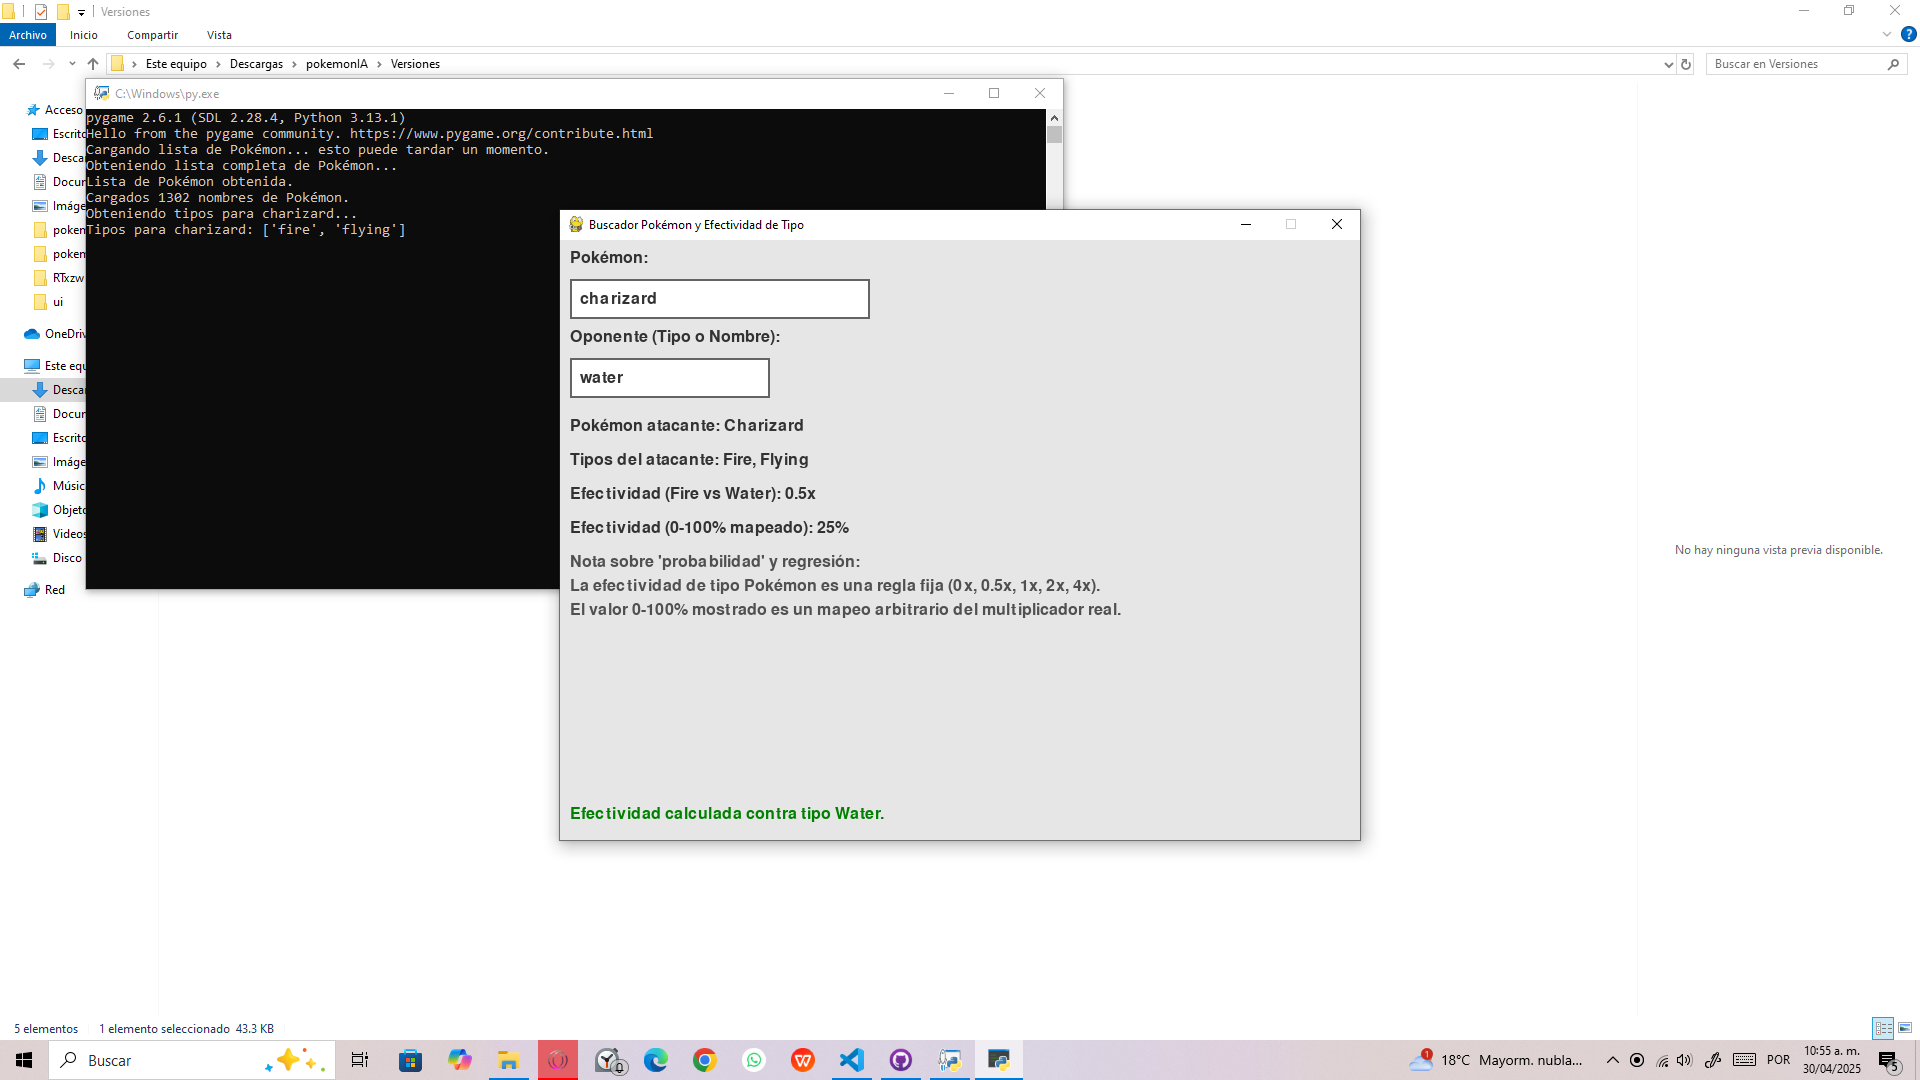 Versiones
Archivo
Inicio
Compartir
Vista
Este equipo
Descargas
pokemonIA
Versiones
Buscar en Versiones
Acceso
Escrito
Desca
Docur
Imáge
pokem
pokem
RTxzw
ui
OneDriv
Este equ
Desca
Docur
Escrito
Imáge
Músic
Objeto
Videos
Disco
Red
C:\Windows\py.exe
pygame 2.6.1 (SDL 2.28.4, Python 3.13.1)
Hello from the pygame community. https://www.pygame.org/contribute.html
Cargando lista de Pokémon... esto puede tardar un momento.
Obteniendo lista completa de Pokémon...
Lista de Pokémon obtenida.
Cargados 1302 nombres de Pokémon.
Obteniendo tipos para charizard...
Tipos para charizard: ['fire', 'flying']
Buscador Pokémon y Efectividad de Tipo
Pokémon:
charizard
Oponente (Tipo o Nombre):
water
Pokémon atacante: Charizard
Tipos del atacante: Fire, Flying
Efectividad (Fire vs Water): 0.5x
Efectividad (0-100% mapeado): 25%
Nota sobre 'probabilidad' y regresión:
La efectividad de tipo Pokémon es una regla fija (0x, 0.5x, 1x, 2x, 4x).
El valor 0-100% mostrado es un mapeo arbitrario del multiplicador real.
Efectividad calculada contra tipo Water.
No hay ninguna vista previa disponible.
5 elementos
1 elemento seleccionado 43.3 KB
Buscar
1
18°C Mayorm. nubla...
POR
10:55 a. m.
30/04/2025
5